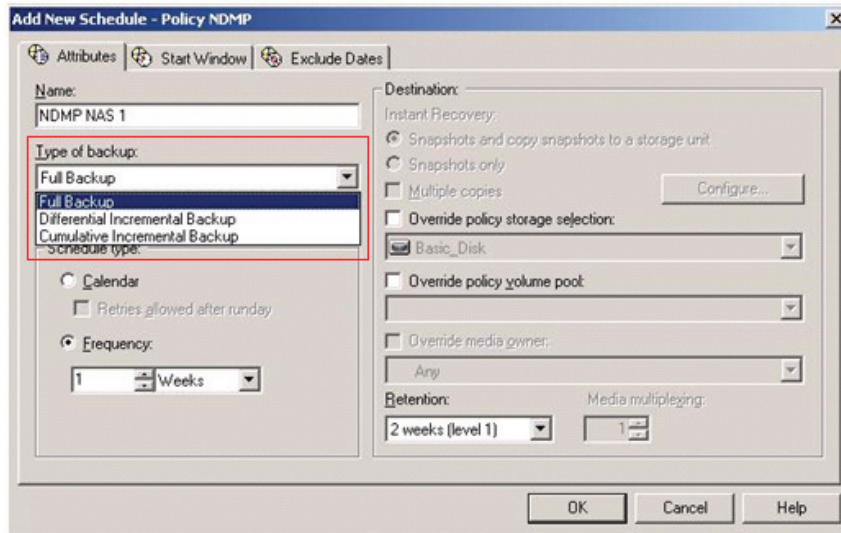 Add New Schedule - Policy NDMP
Attributes
Start Window
Exclude Dates
Name:
NDMP NAS 1
Type of backup:
Full Backup
Full Backup
Differential Incremental Backup
Cumulative Incremental Backup
Schedule type:
Calendar
Retries allowed after runday
Frequency:
1 Weeks
Destination:
Instant Recovery:
Snapshots and copy snapshots to a storage unit
Snapshots only
Multiple copies
Configure...
Override policy storage selection:
Basic_Disk
Override policy volume pool:
Override media owner:
Any
Retention:
2 weeks (level 1)
Media multiplexing:
1
OK
Cancel
Help